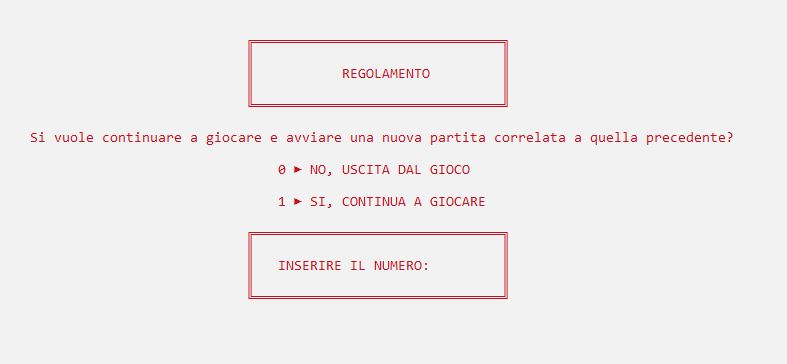 REGOLAMENTO
Si vuole continuare a giocare e avviare una nuova partita correlata a quella precedente?
0 ► NO, USCITA DAL GIOCO
1 ► SI, CONTINUA A GIOCARE
INSERIRE IL NUMERO: